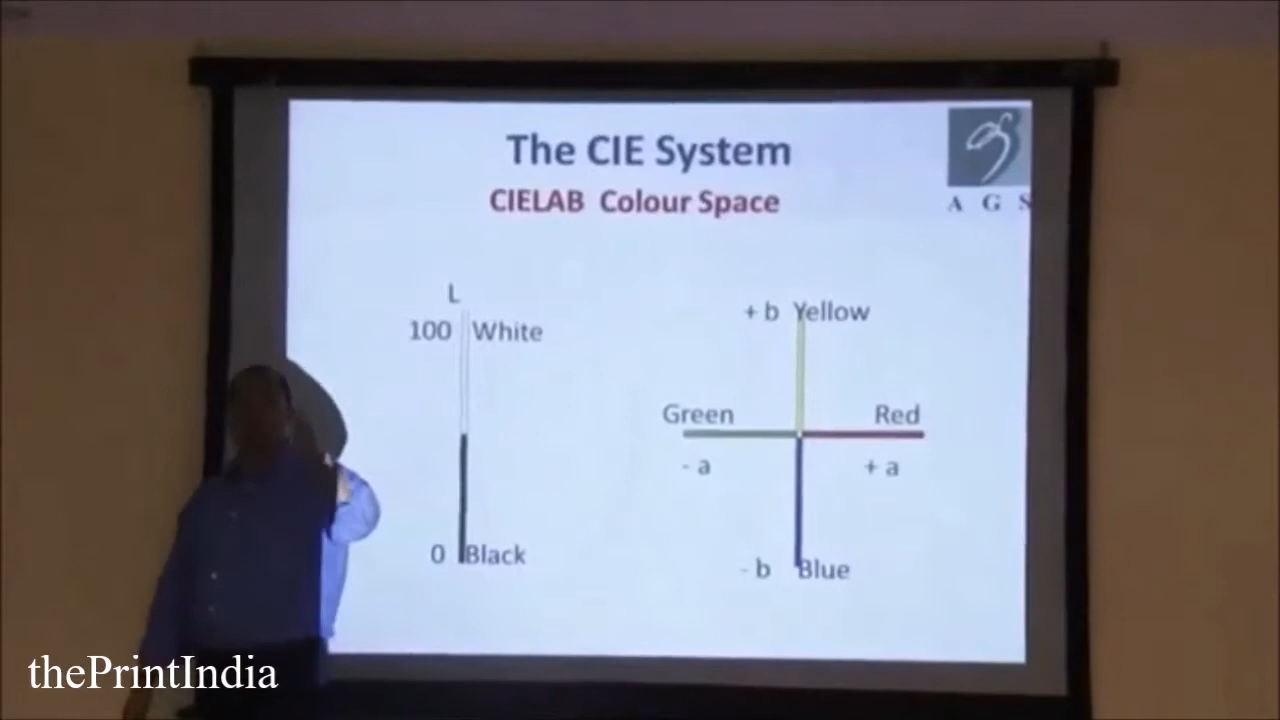 The CIE System
CIELAB Colour Space
A G S
L
100 White
0 Black
+ b Yellow
Green Red
- a + a
- b Blue
thePrintIndia